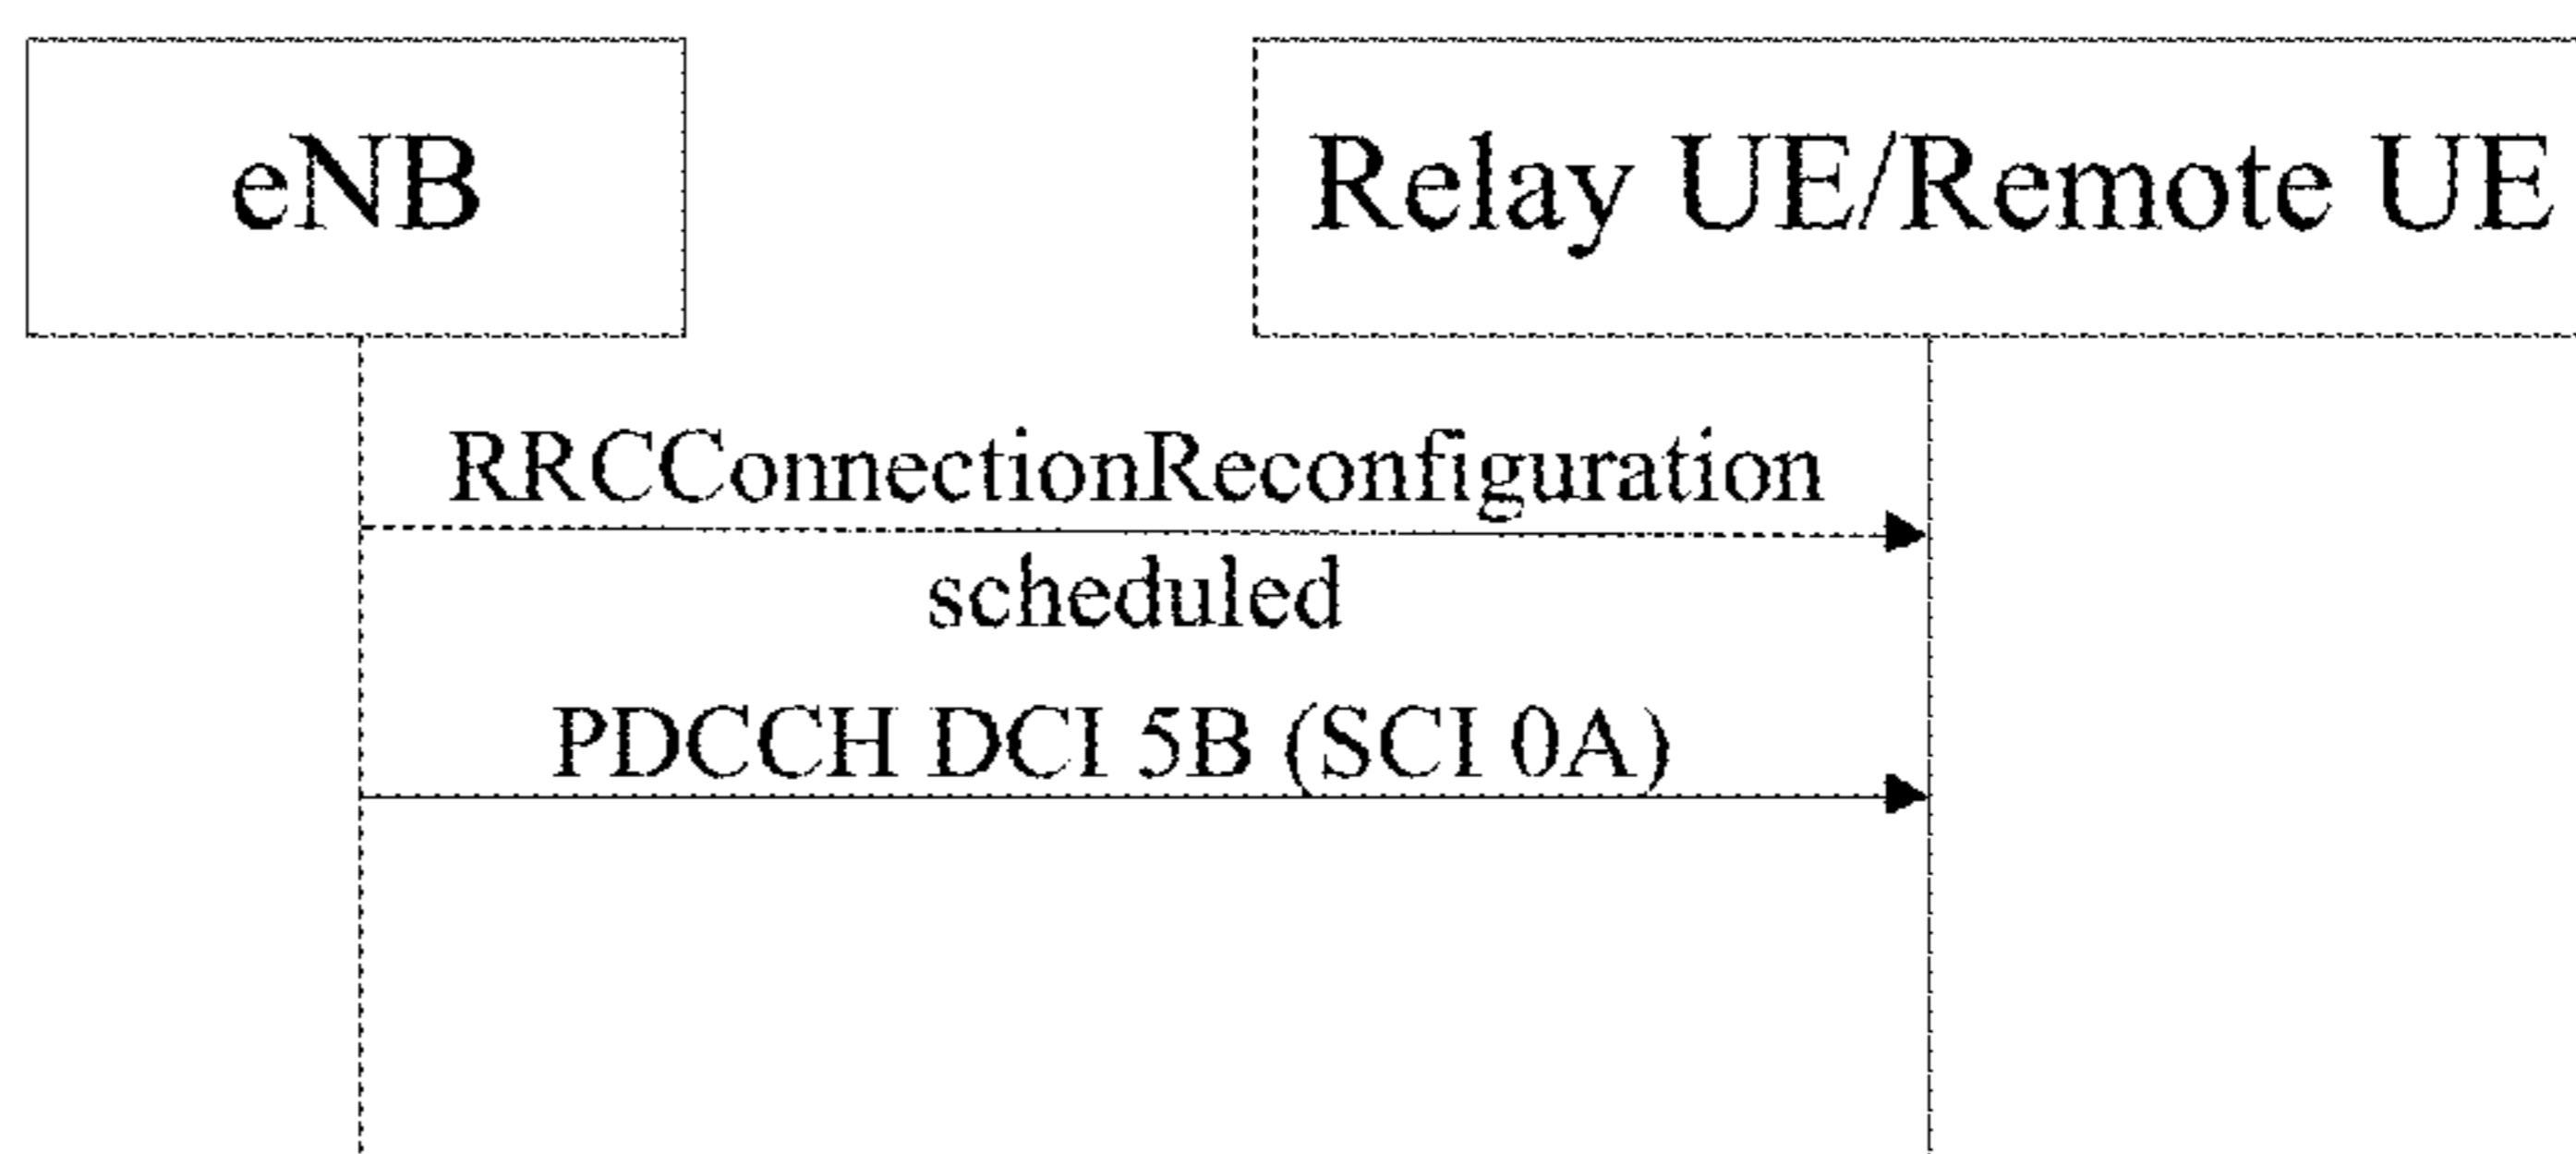 eNB
Relay UE/Remote UE
RRCConnectionReconfiguration
scheduled
PDCCH DCI 5B (SCI 0A)